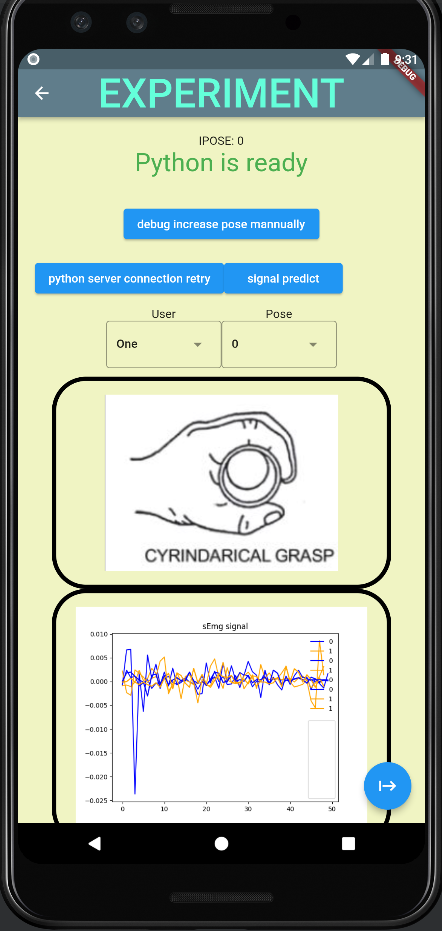 9:31
DEBUG
EXPERIMENT
IPOSE: 0
Python is ready
debug increase pose mannually
python server connection retry
signal predict
User
Pose
One
0
CYRINDARICAL GRASP
sEmg signal
0.010
0.005
0.000
−0.005
−0.010
−0.015
−0.020
−0.025
0
10
20
30
40
50
0
1
0
1
0
0
1
1